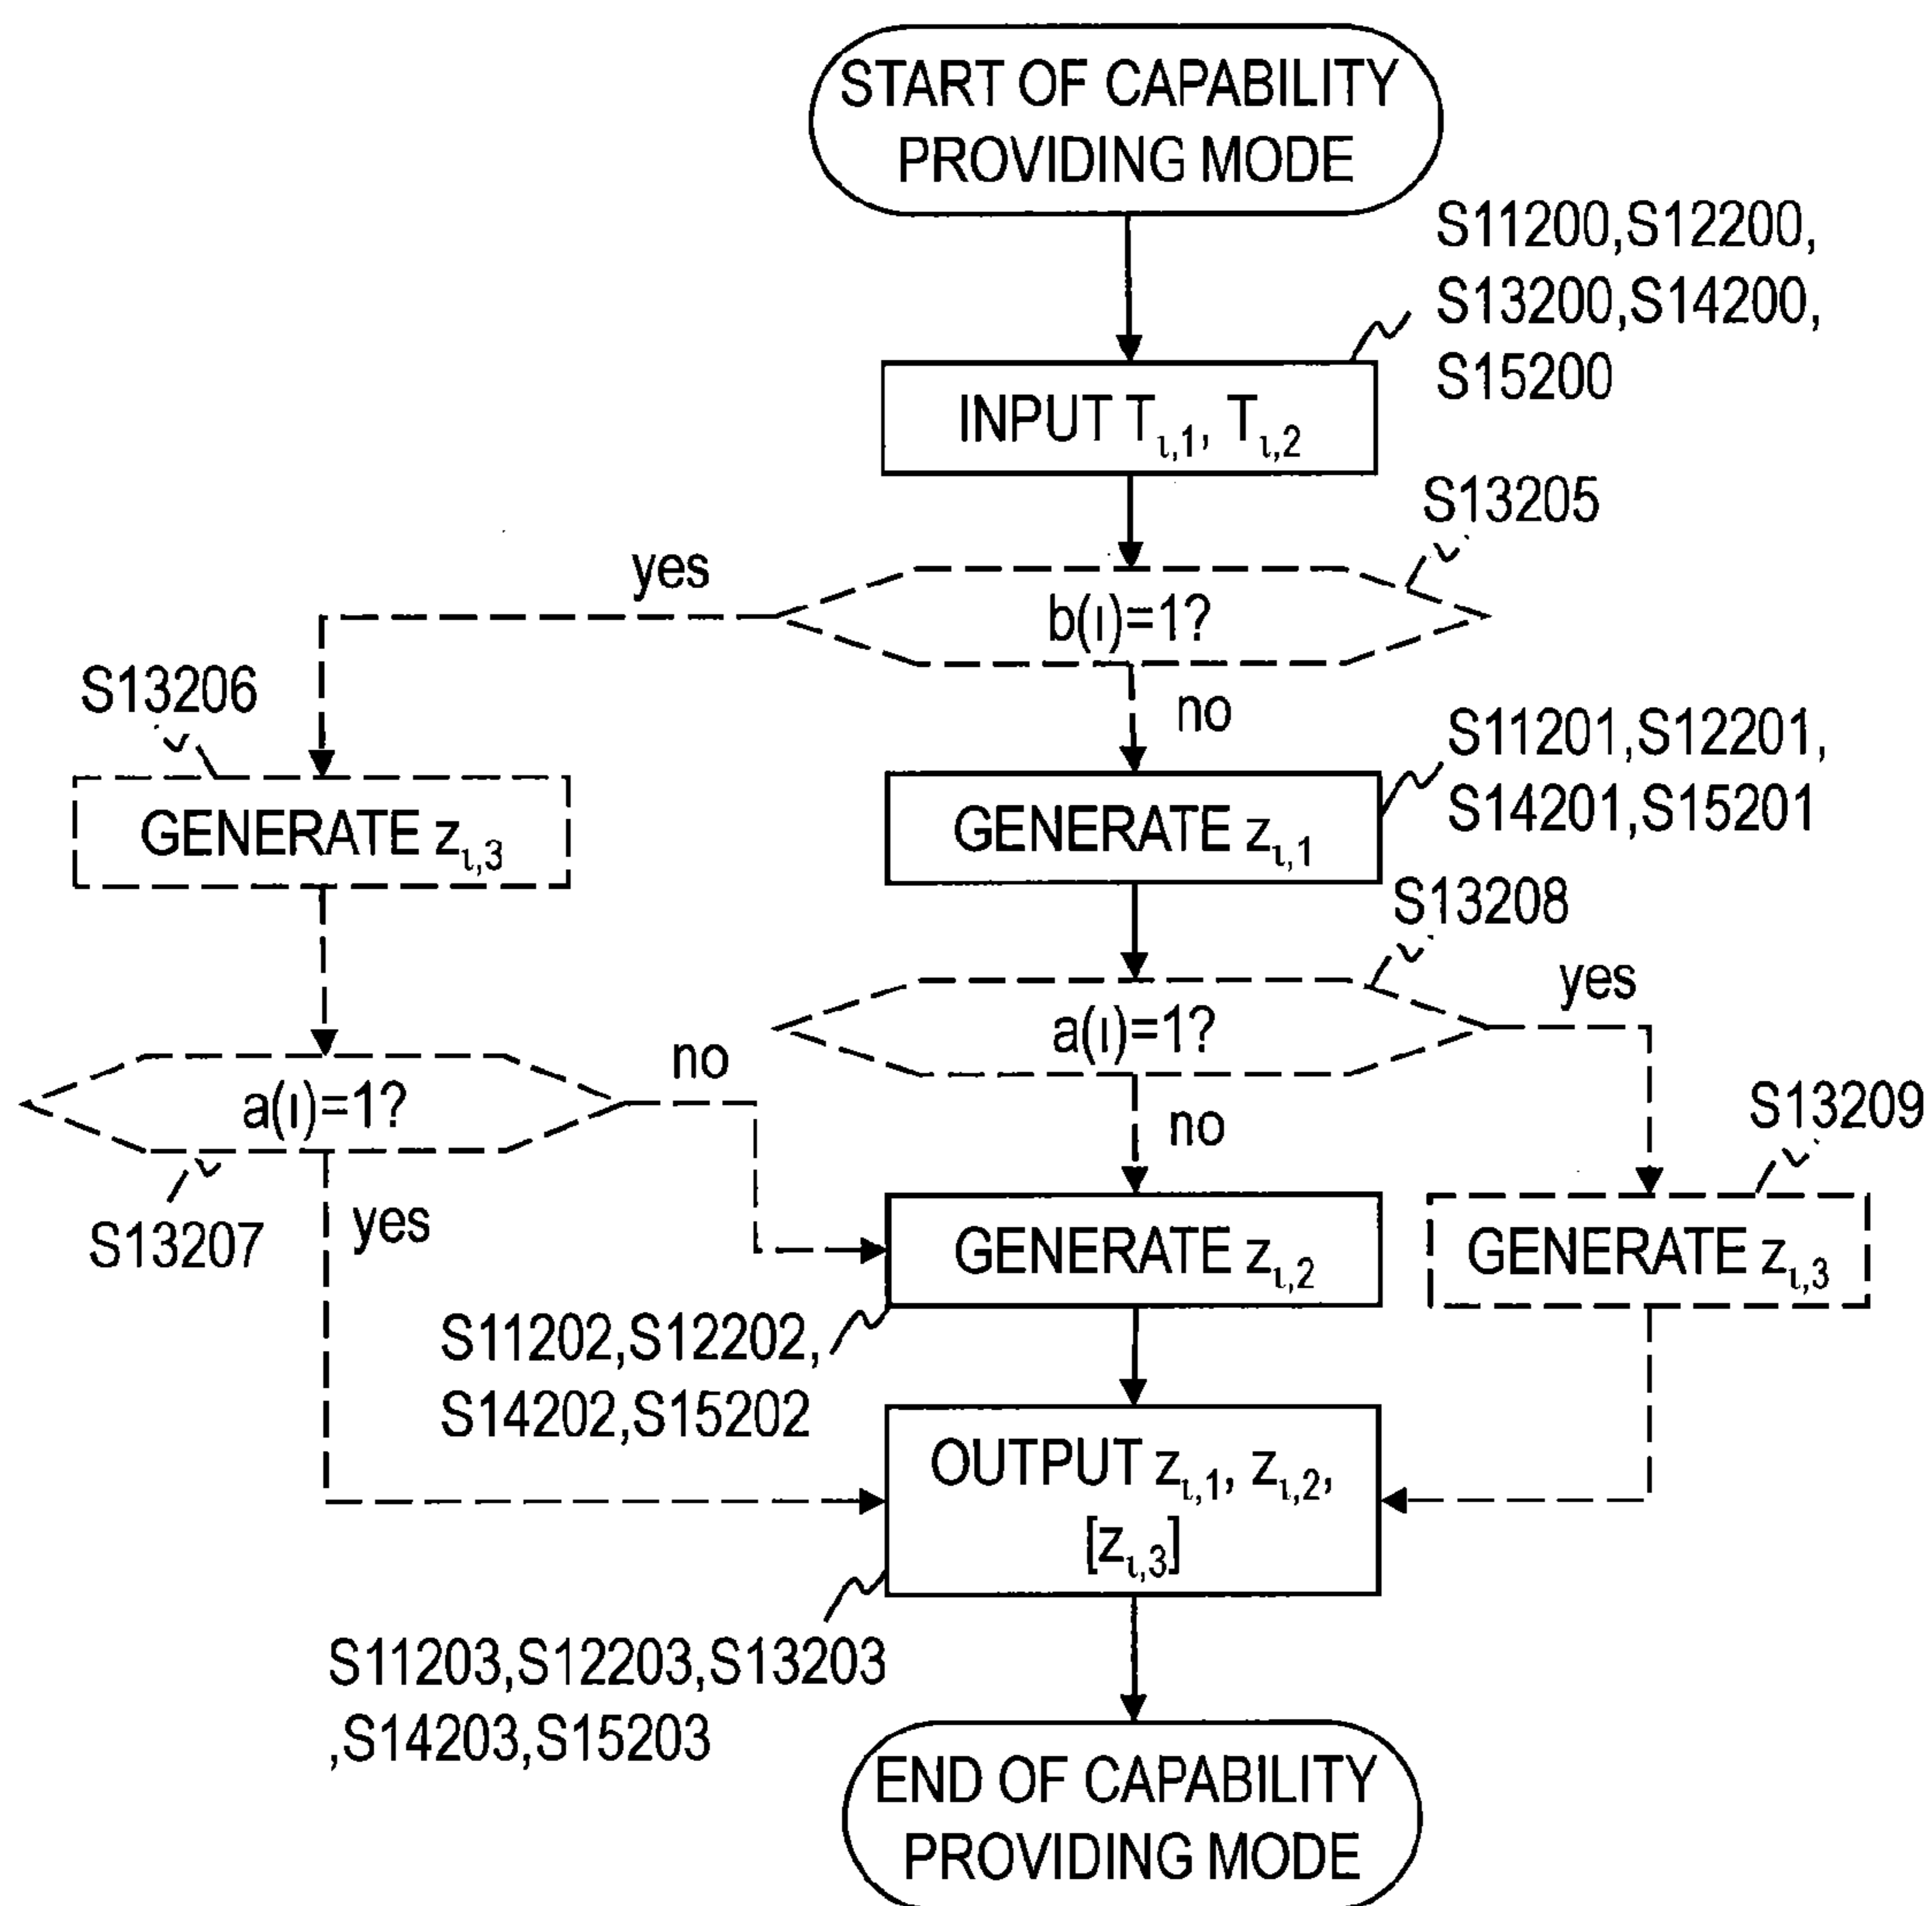 START OF CAPABILITY
PROVIDING MODE
S11200,S12200,
S13200,S14200,
S15200
INPUT Tι,1, Tι,2
S13205
yes
b(ι)=1?
no
S13206
S11201,S12201,
S14201,S15201
GENERATE zι,3
GENERATE zι,1
S13208
yes
a(ι)=1?
no
a(ι)=1?
no
S13209
S13207
yes
GENERATE zι,2
GENERATE zι,3
S11202,S12202,
S14202,S15202
OUTPUT zι,1, zι,2,
[zι,3]
S11203,S12203,S13203
,S14203,S15203
END OF CAPABILITY
PROVIDING MODE